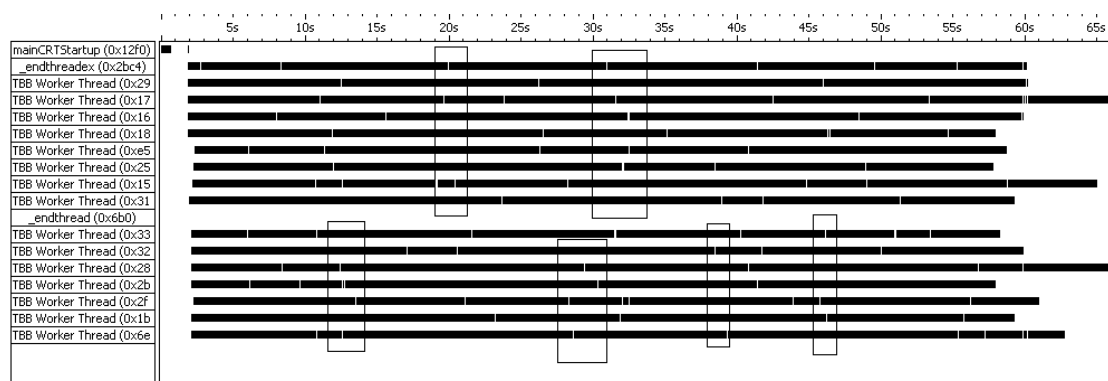 5s 10s 15s 20s 25s 30s 35s 40s 45s 50s 55s 60s 65s
mainCRTStartup (0x12f0)
_endthreadex (0x2bc4)
TBB Worker Thread (0x29
TBB Worker Thread (0x17
TBB Worker Thread (0x16
TBB Worker Thread (0x18
TBB Worker Thread (0xe5
TBB Worker Thread (0x25
TBB Worker Thread (0x15
TBB Worker Thread (0x31
_endthread (0x6b0)
TBB Worker Thread (0x33
TBB Worker Thread (0x32
TBB Worker Thread (0x28
TBB Worker Thread (0x2b
TBB Worker Thread (0x2f
TBB Worker Thread (0x1b
TBB Worker Thread (0x6e